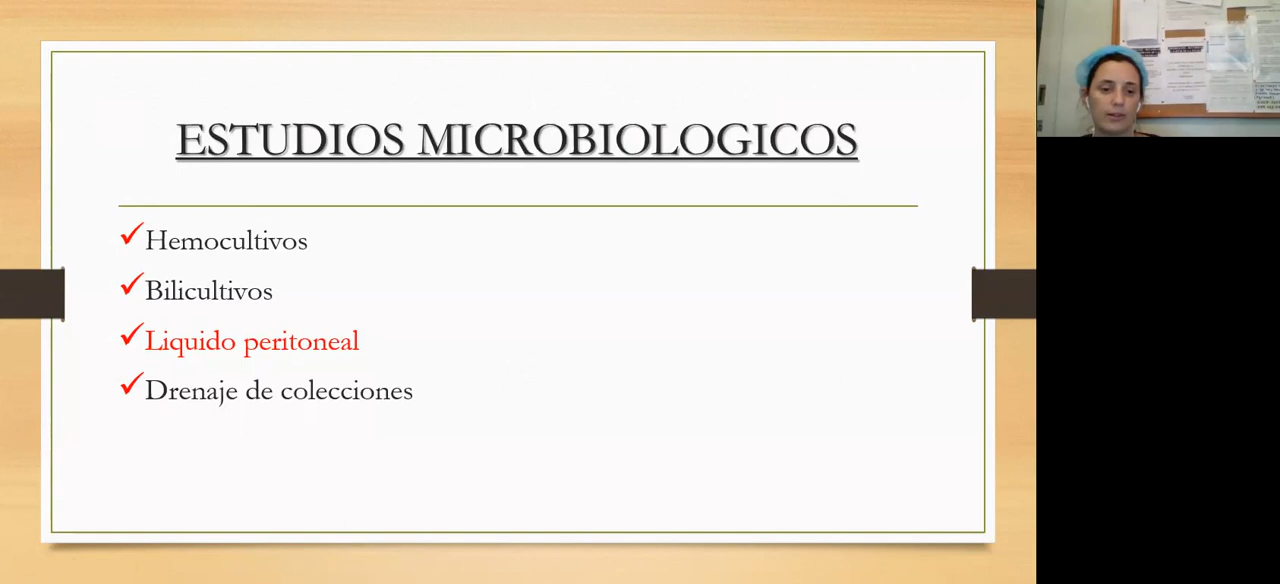 ESTUDIOS MICROBIOLOGICOS
Hemocultivos
Bilicultivos
Liquido peritoneal
Drenaje de colecciones